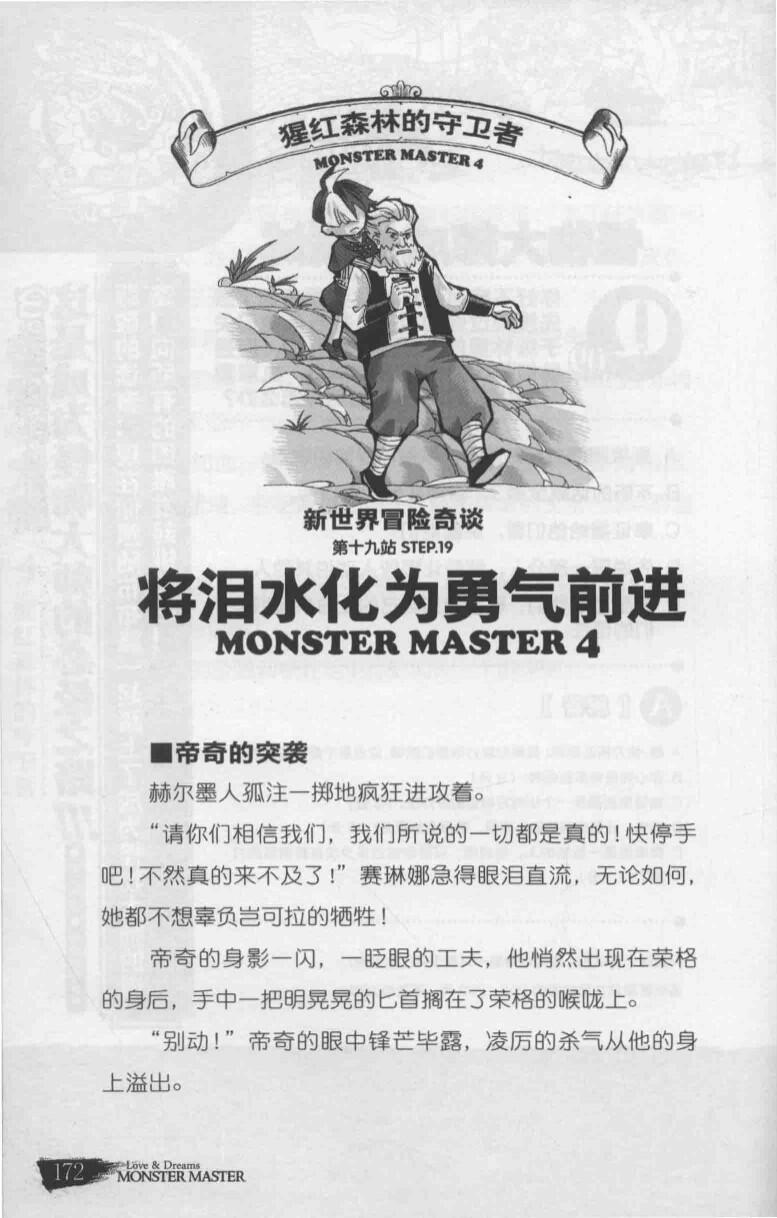 猩红森林的守卫者
MONSTER MASTER 4
新世界冒险奇谈
第十九站 STEP.19
将泪水化为勇气前进
MONSTER MASTER 4
■帝奇的突袭
赫尔墨人孤注一掷地疯狂进攻着。
“请你们相信我们，我们所说的一切都是真的！快停手
吧！不然真的来不及了！”赛琳娜急得眼泪直流，无论如何，
她都不想辜负岂可拉的牺牲！
帝奇的身影一闪，一眨眼的工夫，他悄然出现在荣格
的身后，手中一把明晃晃的匕首搁在了荣格的喉咙上。
“别动！”帝奇的眼中锋芒毕露，凌厉的杀气从他的身
上溢出。
172
Love & Dreams
MONSTER MASTER